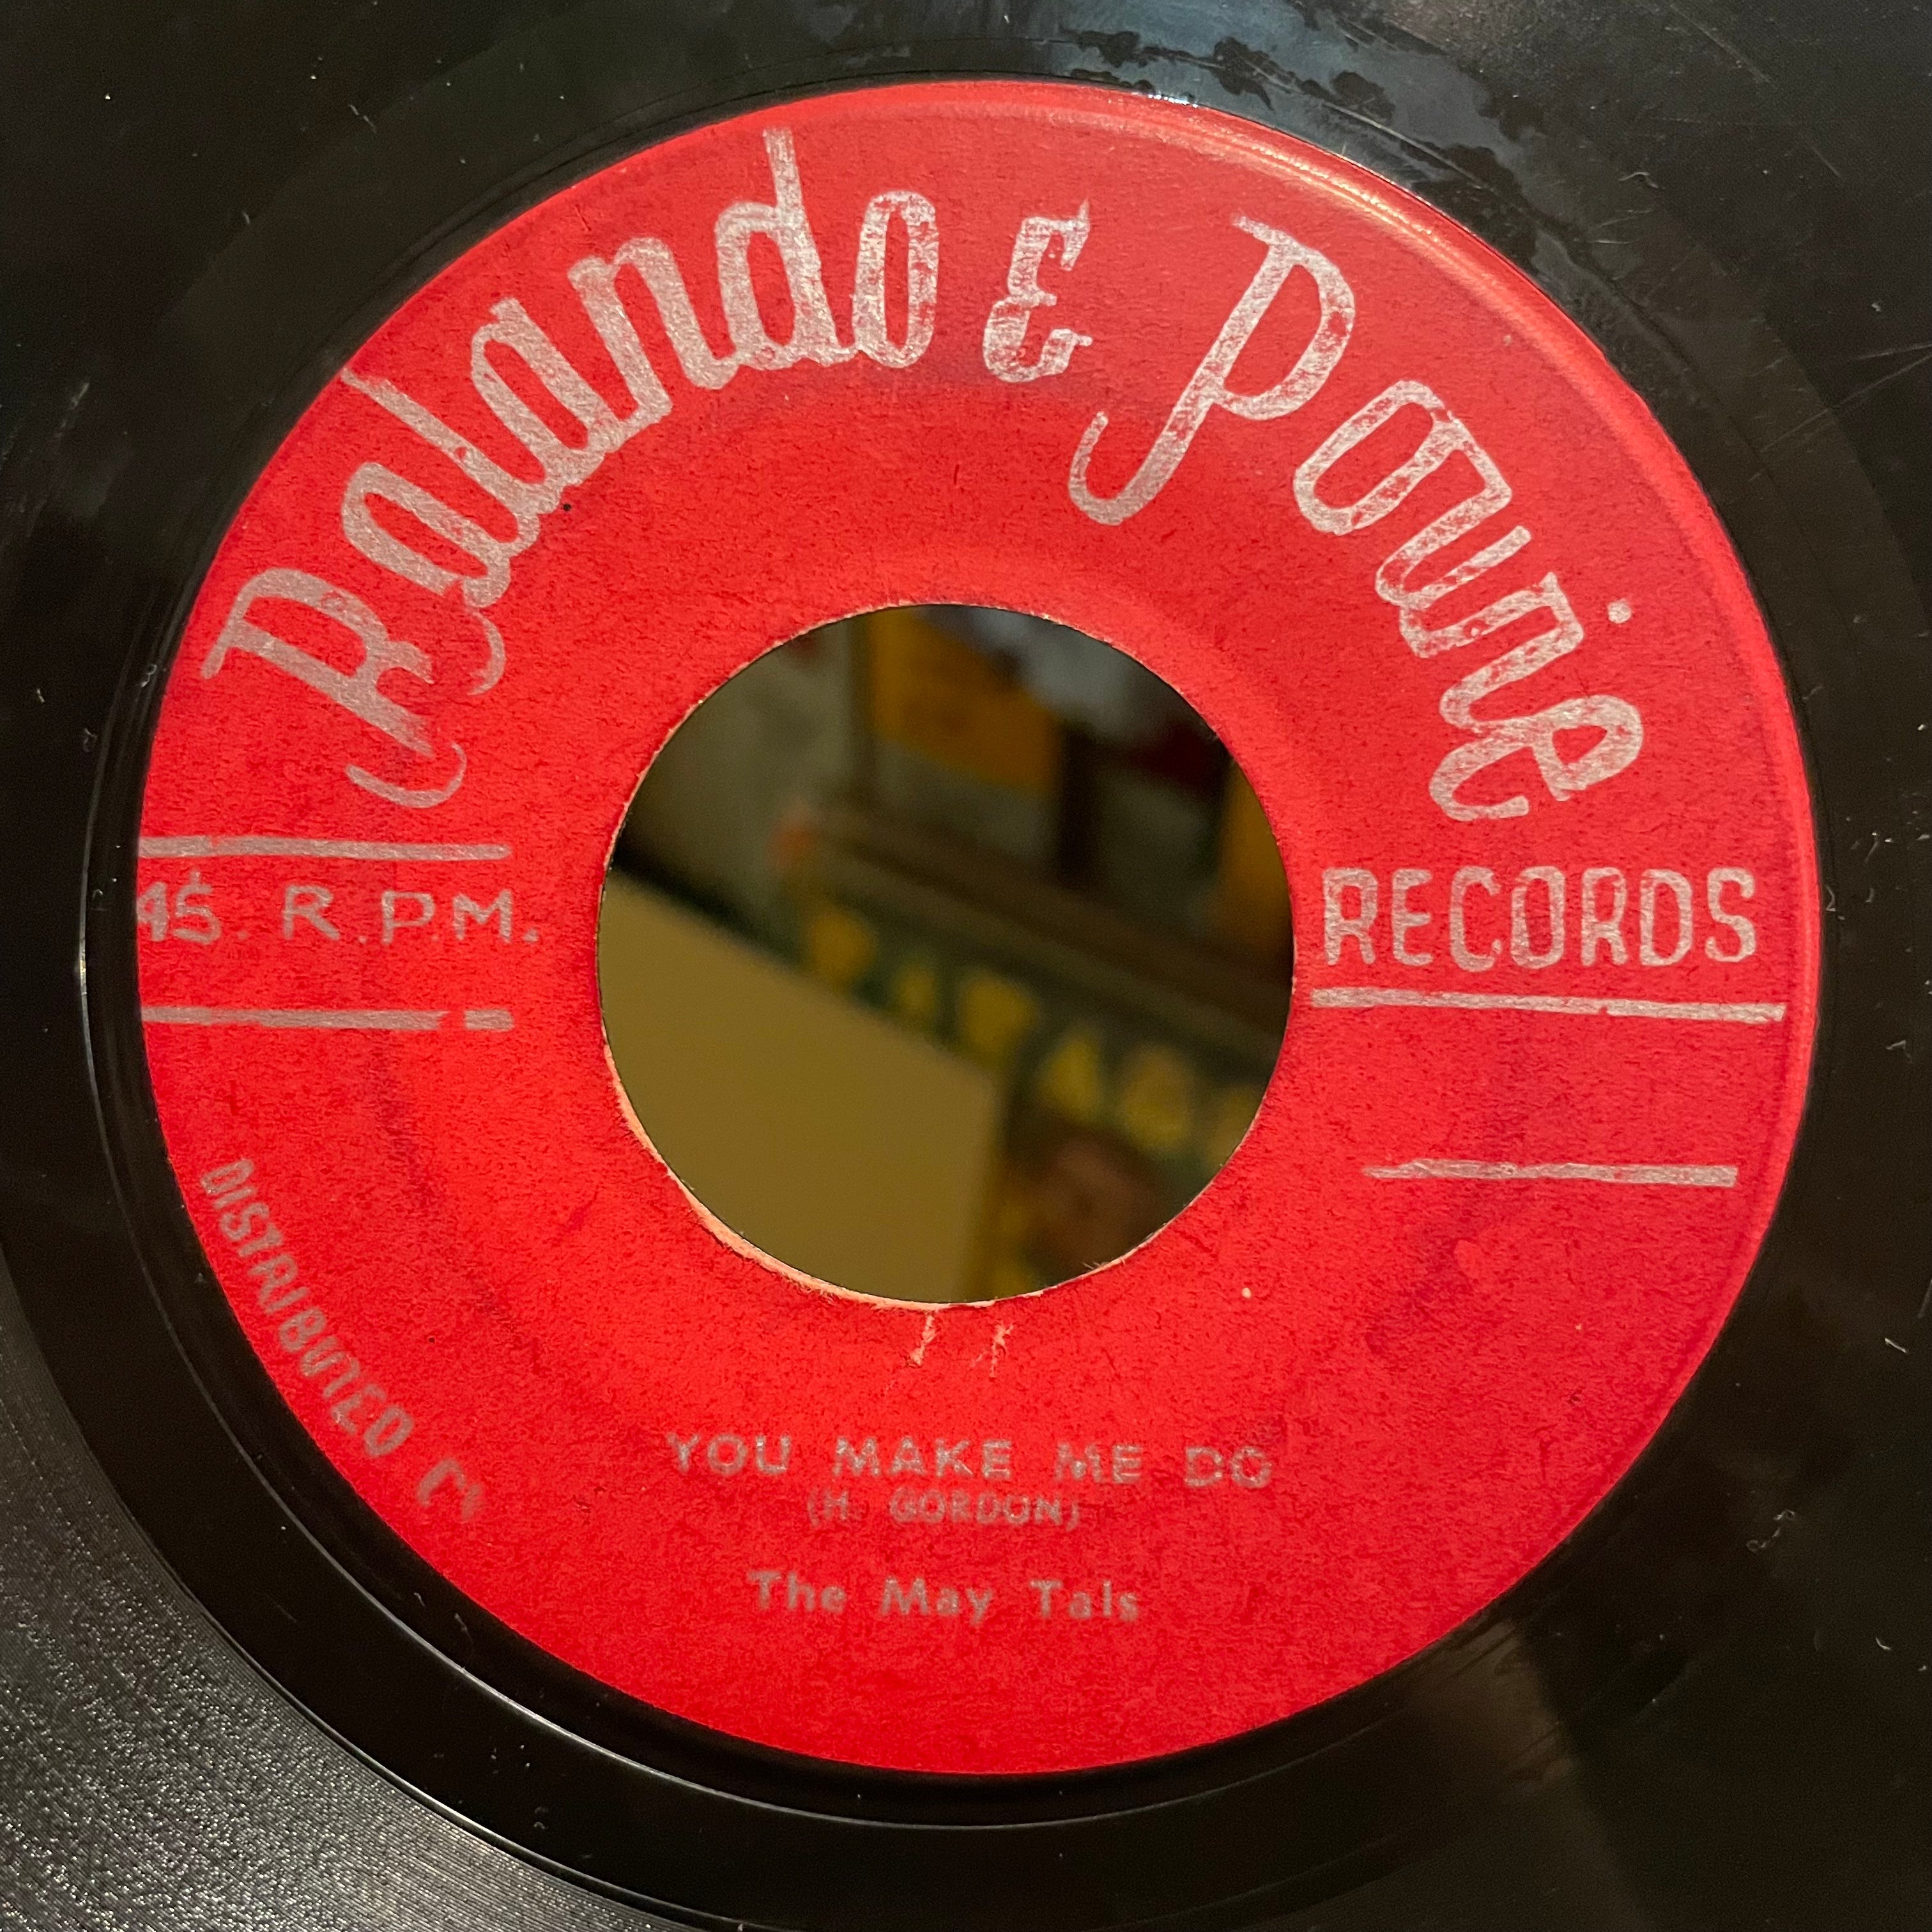 Rolando & Powie
RECORDS
45. R.P.M.
DISTRIBUTED
YOU MAKE ME DO
(H. GORDON)
The May Tals